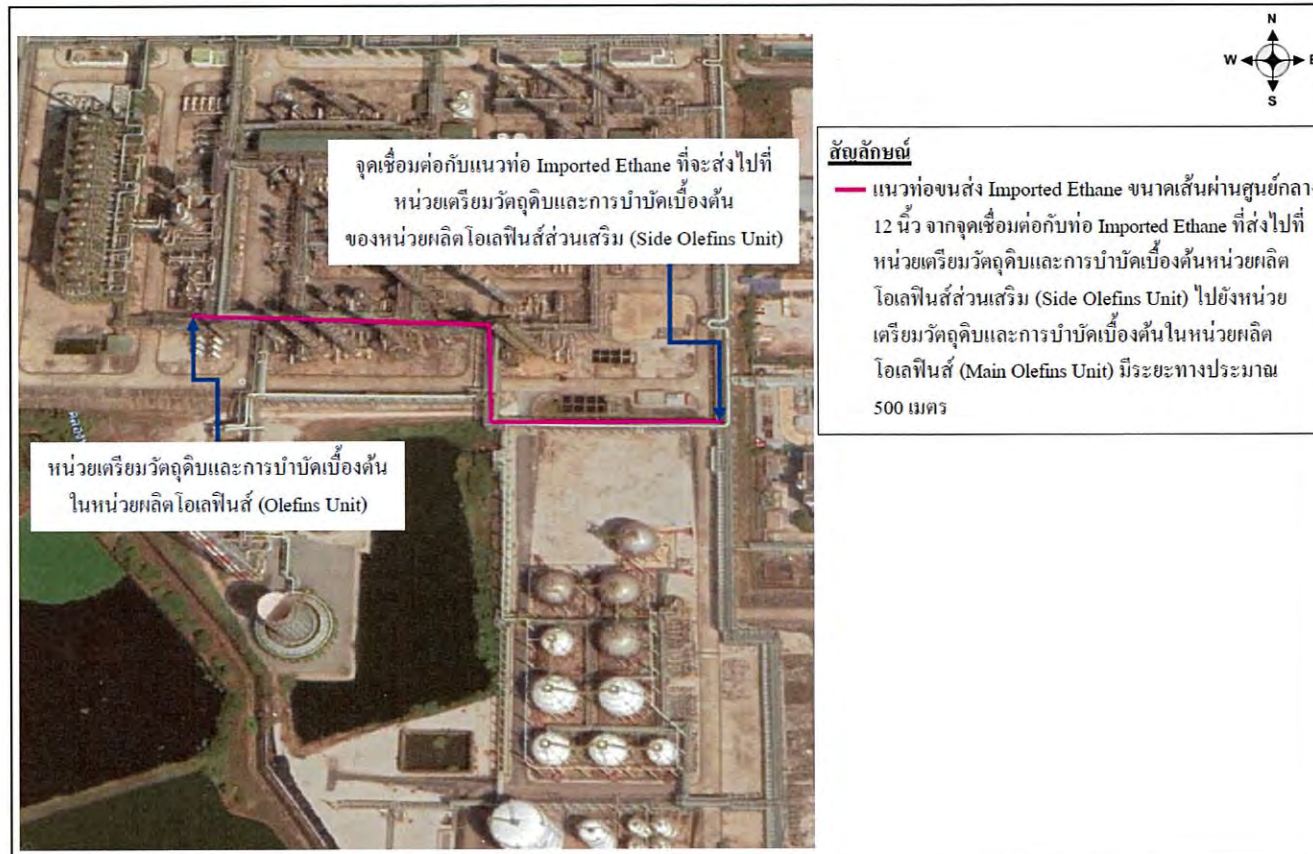 N
W E
S
จุดเชื่อมต่อกับแนวท่อ Imported Ethane ที่จะส่งไปที่
หน่วยเตรียมวัตถุดิบและการบำบัดเบื้องต้น
ของหน่วยผลิตโอเลฟินส์ส่วนเสริม (Side Olefins Unit)
สัญลักษณ์
แนวท่อขนส่ง Imported Ethane ขนาดเส้นผ่านศูนย์กลาง
12 นิ้ว จากจุดเชื่อมต่อกับท่อ Imported Ethane ที่ส่งไปที่
หน่วยเตรียมวัตถุดิบและการบำบัดเบื้องต้นหน่วยผลิต
โอเลฟินส์ส่วนเสริม (Side Olefins Unit) ไปยังหน่วย
เตรียมวัตถุดิบและการบำบัดเบื้องต้นในหน่วยผลิต
โอเลฟินส์ (Main Olefins Unit) มีระยะทางประมาณ
500 เมตร
หน่วยเตรียมวัตถุดิบและการบำบัดเบื้องต้น
ในหน่วยผลิตโอเลฟินส์ (Olefins Unit)